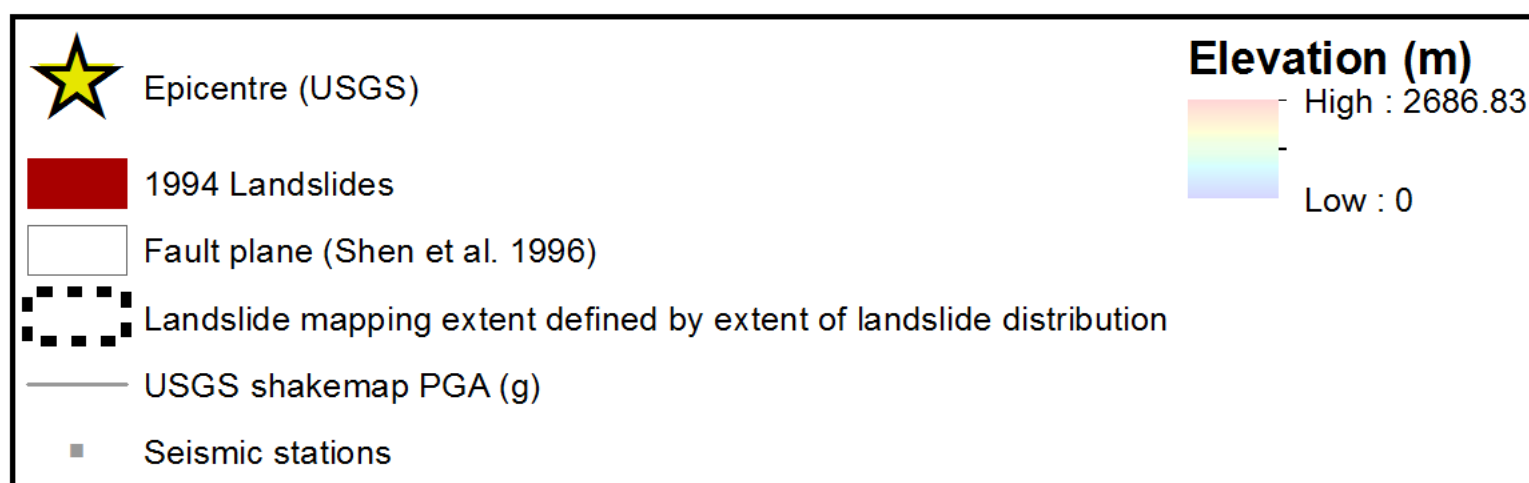 Epicentre (USGS)
1994 Landslides
Fault plane (Shen et al. 1996)
Landslide mapping extent defined by extent of landslide distribution
USGS shakemap PGA (g)
Seismic stations
Elevation (m)
High : 2686.83
Low : 0